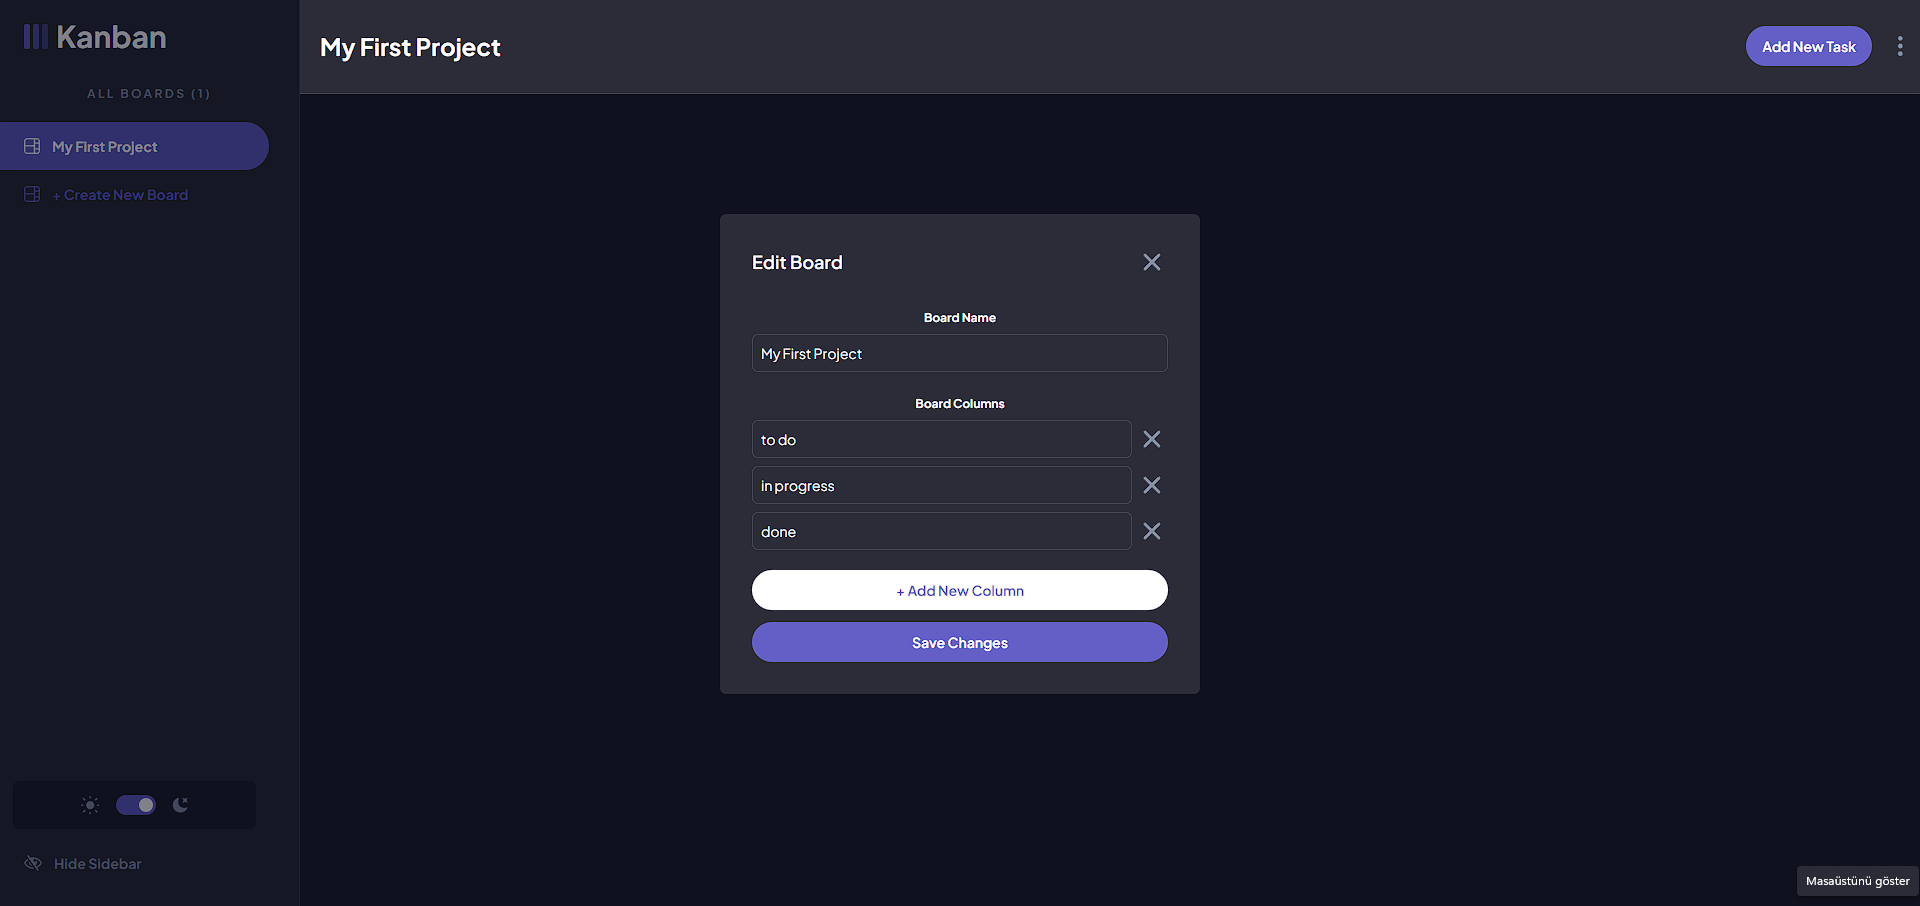 Kanban
ALL BOARDS (1)
My First Project
+ Create New Board
Hide Sidebar
My First Project
Add New Task
Edit Board
Board Name
My First Project
Board Columns
to do
in progress
done
+ Add New Column
Save Changes
Masaüstünü göster